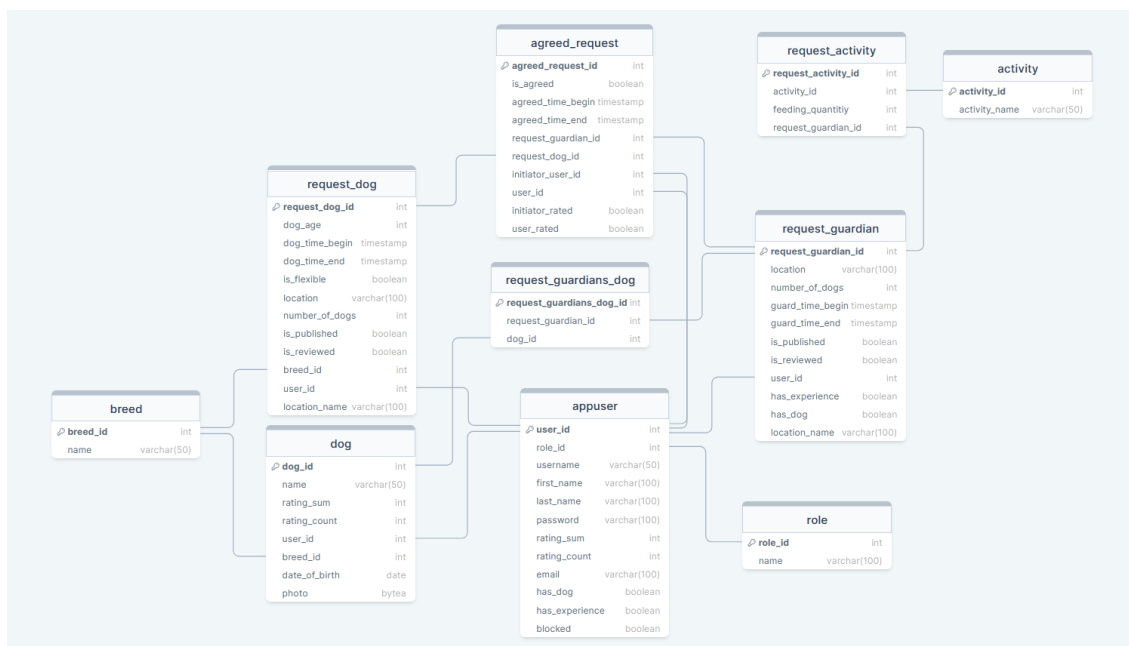 agreed_request
agreed_request_id int
is_agreed boolean
agreed_time_begin timestamp
agreed_time_end timestamp
request_guardian_id int
request_dog_id int
initiator_user_id int
user_id int
initiator_rated boolean
user_rated boolean
request_activity
request_activity_id int
activity_id int
feeding_quantitiy int
request_guardian_id int
activity
activity_id int
activity_name varchar(50)
request_dog
request_dog_id int
dog_age int
dog_time_begin timestamp
dog_time_end timestamp
is_flexible boolean
location varchar(100)
number_of_dogs int
is_published boolean
is_reviewed boolean
breed_id int
user_id int
location_name varchar(100)
request_guardians_dog
request_guardians_dog_id int
request_guardian_id int
dog_id int
request_guardian
request_guardian_id int
location varchar(100)
number_of_dogs int
guard_time_begin timestamp
guard_time_end timestamp
is_published boolean
is_reviewed boolean
user_id int
has_experience boolean
has_dog boolean
location_name varchar(100)
breed
breed_id int
name varchar(50)
dog
dog_id int
name varchar(50)
rating_sum int
rating_count int
user_id int
breed_id int
date_of_birth date
photo bytea
appuser
user_id int
role_id int
username varchar(50)
first_name varchar(100)
last_name varchar(100)
password varchar(100)
rating_sum int
rating_count int
email varchar(100)
has_dog boolean
has_experience boolean
blocked boolean
role
role_id int
name varchar(100)